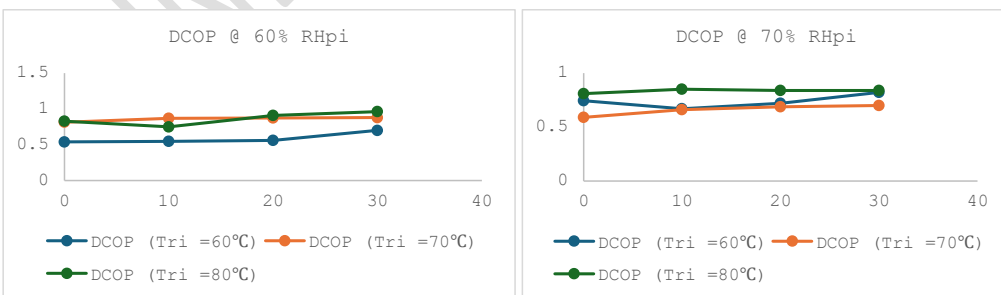 DCOP @ 60% RHpi
1.5
1
0.5
0
0 10 20 30 40
DCOP (Tri =60℃) DCOP (Tri =70℃)
DCOP (Tri =80℃)
DCOP @ 70% RHpi
1
0.5
0
0 10 20 30 40
DCOP (Tri =60℃) DCOP (Tri =70℃)
DCOP (Tri =80℃)